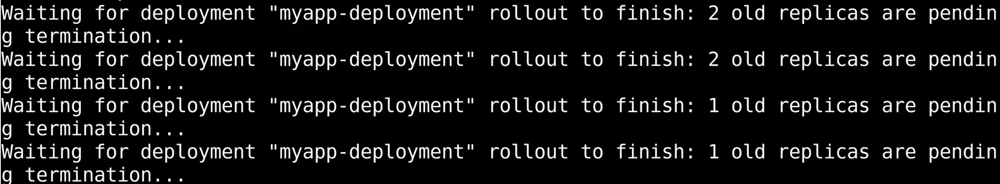 Waiting for deployment "myapp-deployment" rollout to finish: 2 old replicas are pendin
g termination...
Waiting for deployment "myapp-deployment" rollout to finish: 2 old replicas are pendin
g termination...
Waiting for deployment "myapp-deployment" rollout to finish: 1 old replicas are pendin
g termination...
Waiting for deployment "myapp-deployment" rollout to finish: 1 old replicas are pendin
g termination...